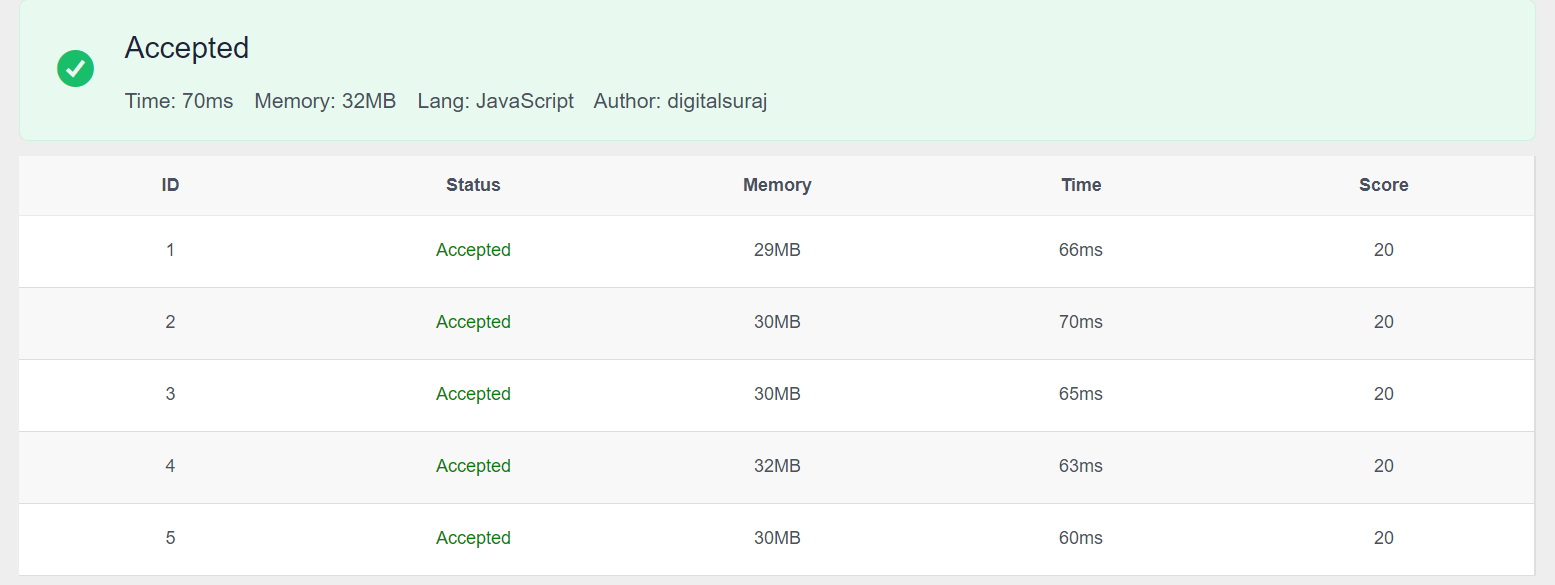 Accepted
Time: 70ms Memory: 32MB Lang: JavaScript Author: digitalsuraj
ID Status Memory Time Score
1 Accepted 29MB 66ms 20
2 Accepted 30MB 70ms 20
3 Accepted 30MB 65ms 20
4 Accepted 32MB 63ms 20
5 Accepted 30MB 60ms 20